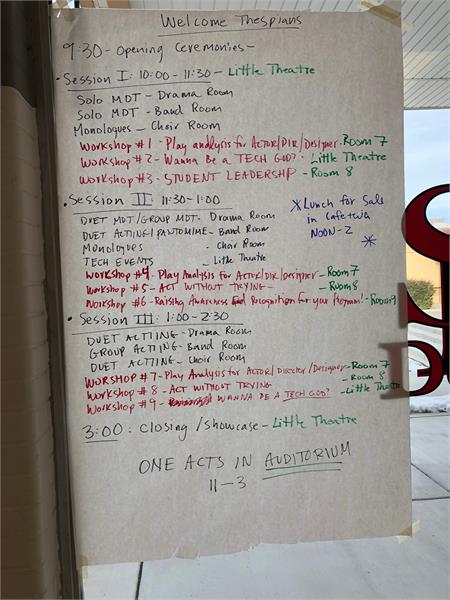 Welcome Thespians
9:30 - Opening Ceremonies -
• Session I: 10:00 - 11:30 - Little Theatre
Solo MDT - Drama Room
Solo MDT - Band Room
Monologues - Choir Room
Workshop #1 - Play analysis for Actor/Dir/Designer - Room 7
Workshop #2 - Wanna Be a TECH GOD? - Little Theatre
Workshop #3 - STUDENT LEADERSHIP - Room 8
• Session II - 11:30 - 1:00
DUET MDT/GROUP MDT - Drama Room
DUET ACTING/PANTOMIME - Band Room
Monologues - Choir Room
TECH EVENTS - Little Theatre
* Lunch for Sale
in Cafeteria
NOON-2 *
Workshop #4 - Play Analysis for Actor/dir/designer - Room 7
Workshop #5 - ACT WITHOUT TRYING - Room 8
Workshop #6 - Raising Awareness and Recognition for your Program! - Room 9
• Session III: 1:00 - 2:30
DUET ACTING - Drama Room
GROUP ACTING - Band Room
DUET ACTING - Choir Room
WORSHOP #7 - Play Analysis for ACTOR/Director/Designer - Room 7
Workshop #8 - ACT WITHOUT TRYING - Room 8
Workshop #9 - WANNA BE A TECH GOD? - Little Theatre
3:00 : Closing/Showcase - Little Theatre
ONE ACTS IN AUDITORIUM
11-3